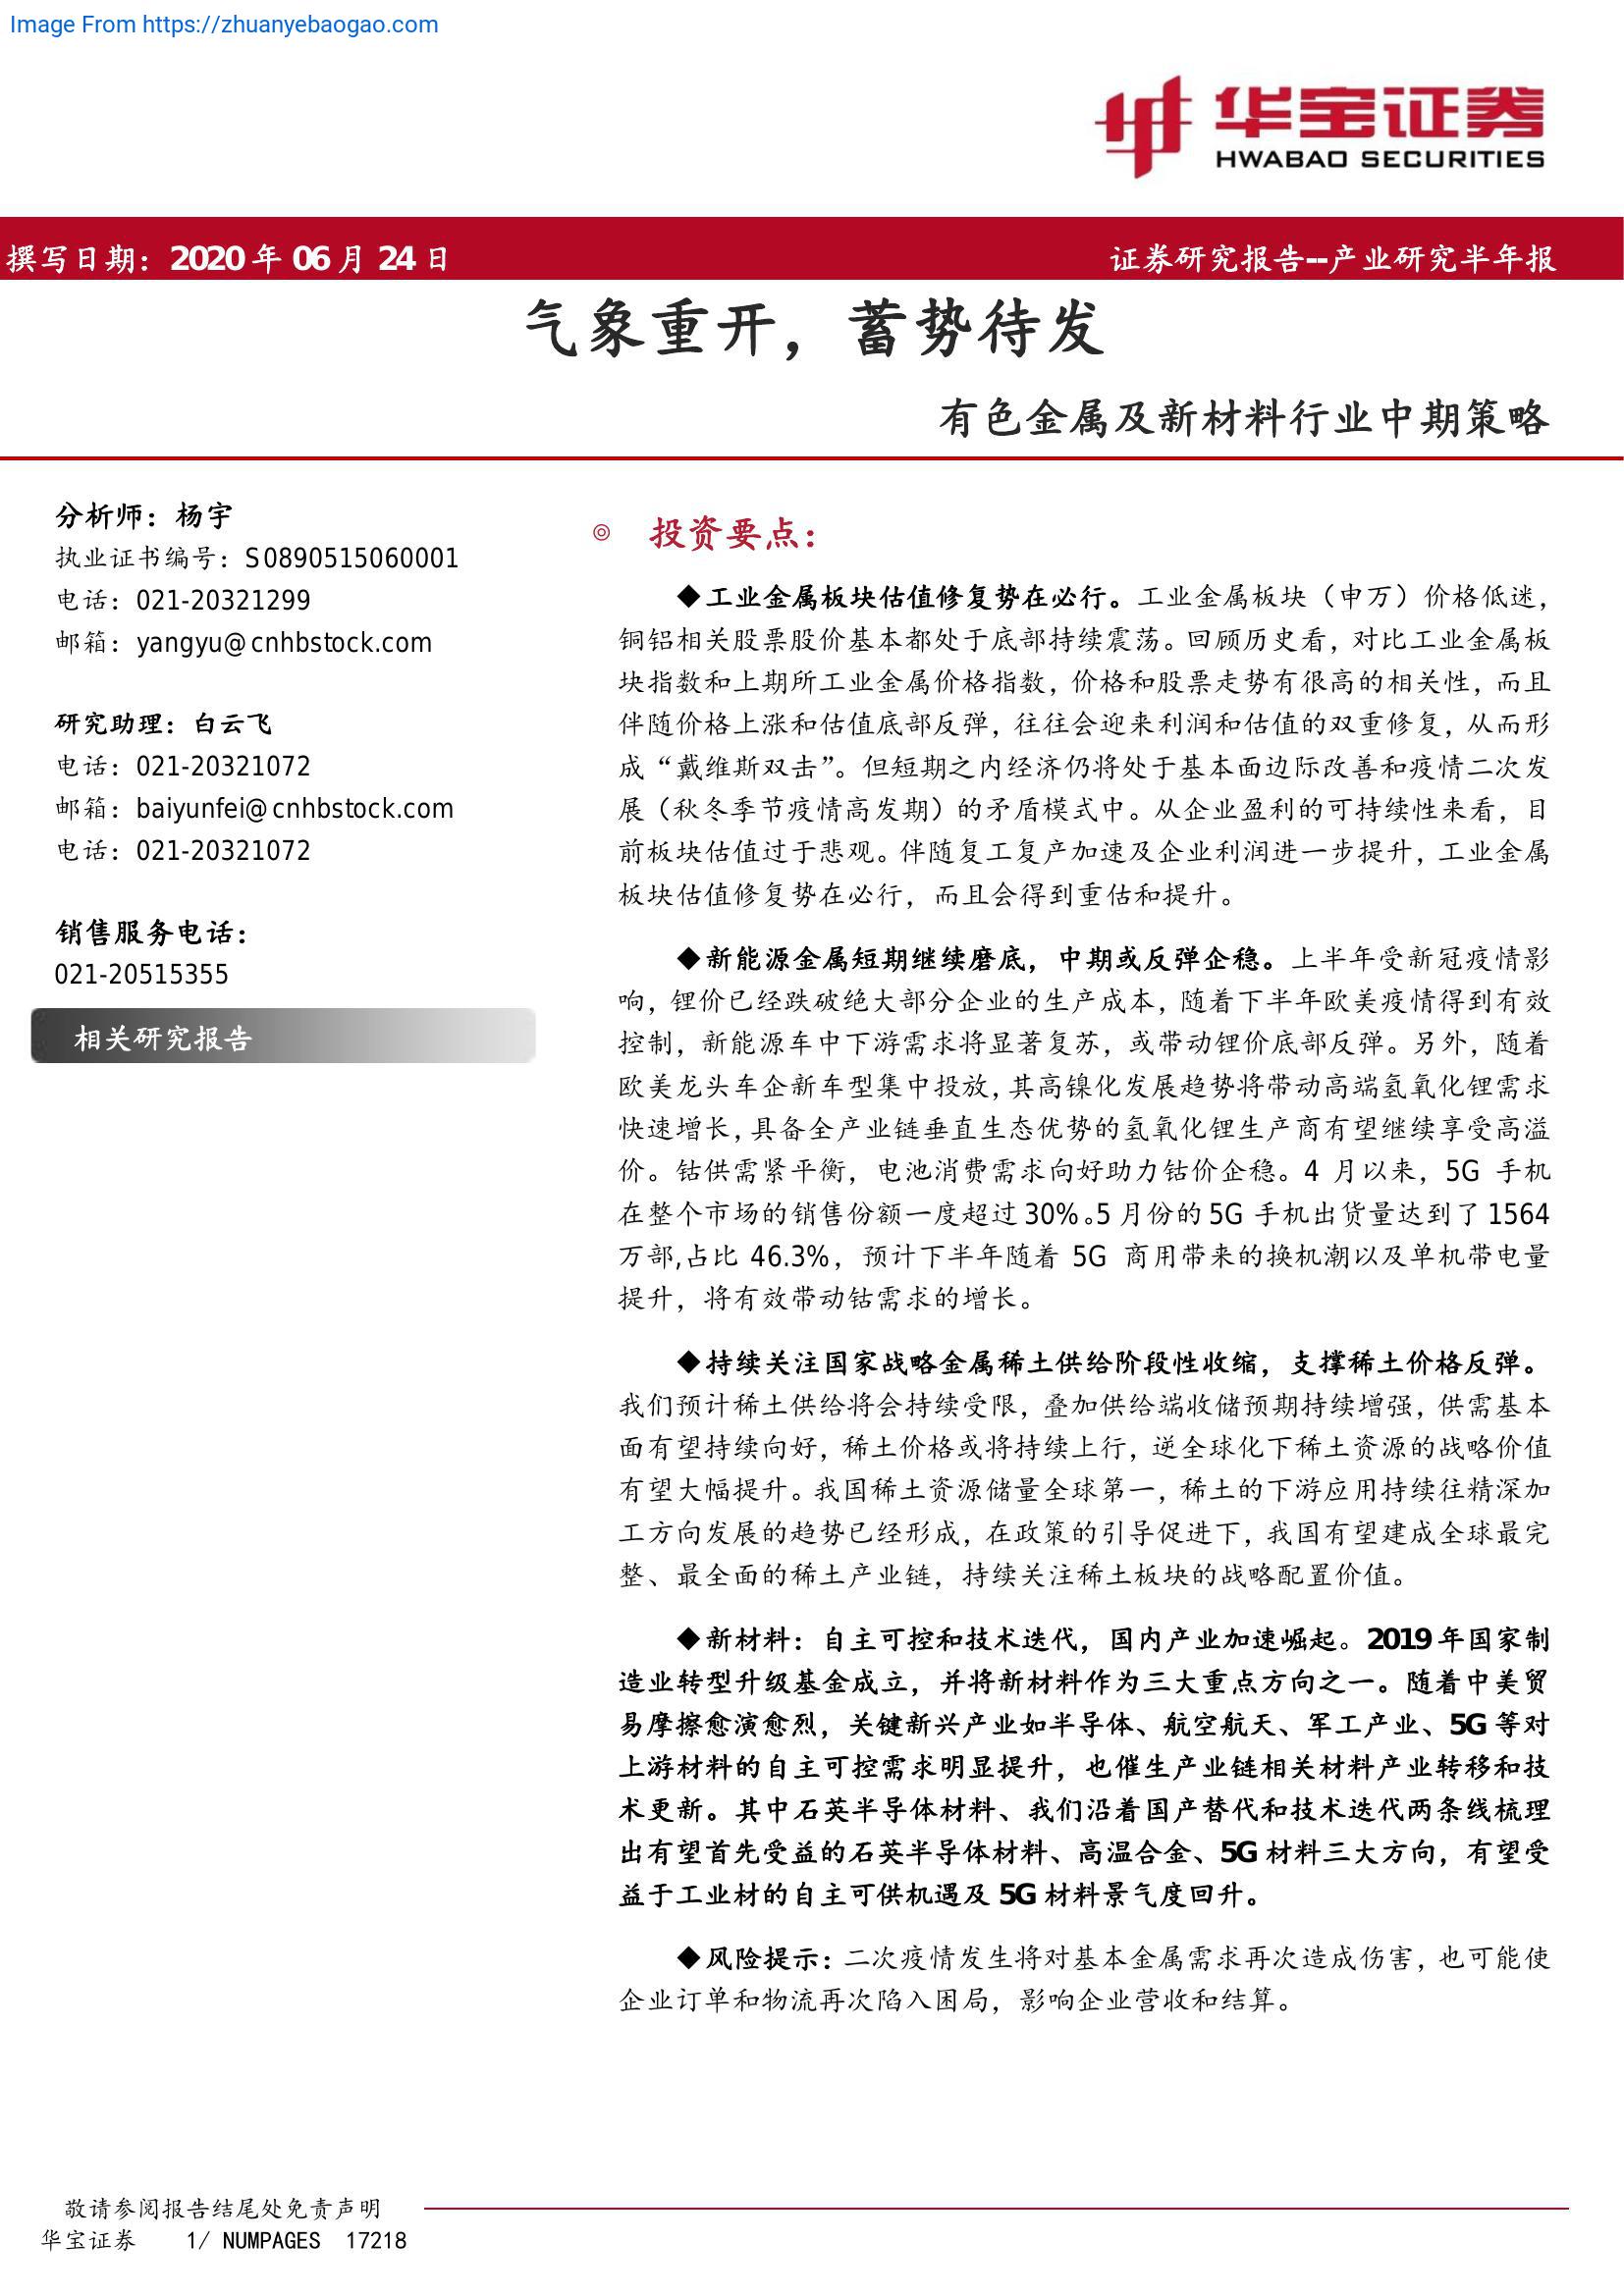 Image From https://zhuanyebaogao.com
华宝证券
HWABAO SECURITIES
撰写日期：2020 年 06 月 24 日
证券研究报告--产业研究半年报
气象重开，蓄势待发
有色金属及新材料行业中期策略
分析师：杨宇
执业证书编号：S0890515060001
电话：021-20321299
邮箱：yangyu@cnhbstock.com
研究助理：白云飞
电话：021-20321072
邮箱：baiyunfei@cnhbstock.com
电话：021-20321072
销售服务电话：
021-20515355
相关研究报告
◎ 投资要点：
◆工业金属板块估值修复势在必行。工业金属板块（申万）价格低迷，
铜铝相关股票股价基本都处于底部持续震荡。回顾历史看，对比工业金属板
块指数和上期所工业金属价格指数，价格和股票走势有很高的相关性，而且
伴随价格上涨和估值底部反弹，往往会迎来利润和估值的双重修复，从而形
成“戴维斯双击”。但短期之内经济仍将处于基本面边际改善和疫情二次发
展（秋冬季节疫情高发期）的矛盾模式中。从企业盈利的可持续性来看，目
前板块估值过于悲观。伴随复工复产加速及企业利润进一步提升，工业金属
板块估值修复势在必行，而且会得到重估和提升。
◆新能源金属短期继续磨底，中期或反弹企稳。上半年受新冠疫情影
响，锂价已经跌破绝大部分企业的生产成本，随着下半年欧美疫情得到有效
控制，新能源车中下游需求将显著复苏，或带动锂价底部反弹。另外，随着
欧美龙头车企新车型集中投放，其高镍化发展趋势将带动高端氢氧化锂需求
快速增长，具备全产业链垂直生态优势的氢氧化锂生产商有望继续享受高溢
价。钴供需紧平衡，电池消费需求向好助力钴价企稳。4 月以来，5G 手机
在整个市场的销售份额一度超过 30%。5 月份的 5G 手机出货量达到了 1564
万部,占比 46.3%，预计下半年随着 5G 商用带来的换机潮以及单机带电量
提升，将有效带动钴需求的增长。
◆持续关注国家战略金属稀土供给阶段性收缩，支撑稀土价格反弹。
我们预计稀土供给将会持续受限，叠加供给端收储预期持续增强，供需基本
面有望持续向好，稀土价格或将持续上行，逆全球化下稀土资源的战略价值
有望大幅提升。我国稀土资源储量全球第一，稀土的下游应用持续往精深加
工方向发展的趋势已经形成，在政策的引导促进下，我国有望建成全球最完
整、最全面的稀土产业链，持续关注稀土板块的战略配置价值。
◆新材料：自主可控和技术迭代，国内产业加速崛起。2019 年国家制
造业转型升级基金成立，并将新材料作为三大重点方向之一。随着中美贸
易摩擦愈演愈烈，关键新兴产业如半导体、航空航天、军工产业、5G 等对
上游材料的自主可控需求明显提升，也催生产业链相关材料产业转移和技
术更新。其中石英半导体材料、我们沿着国产替代和技术迭代两条线梳理
出有望首先受益的石英半导体材料、高温合金、5G 材料三大方向，有望受
益于工业材的自主可供机遇及 5G 材料景气度回升。
◆风险提示：二次疫情发生将对基本金属需求再次造成伤害，也可能使
企业订单和物流再次陷入困局，影响企业营收和结算。
敬请参阅报告结尾处免责声明
华宝证券 1/ NUMPAGES 17218